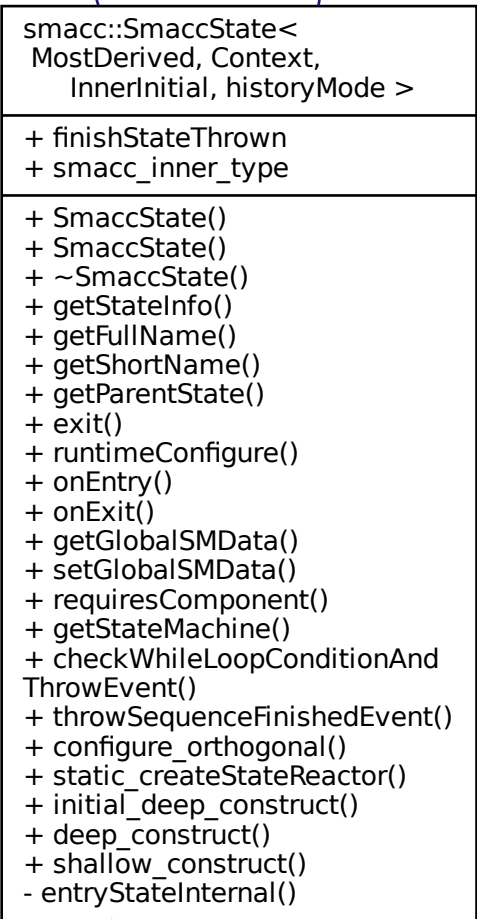 smacc::SmaccState<
MostDerived, Context,
InnerInitial, historyMode >
+ finishStateThrown
+ smacc_inner_type
+ SmaccState()
+ SmaccState()
+ ~SmaccState()
+ getStateInfo()
+ getFullName()
+ getShortName()
+ getParentState()
+ exit()
+ runtimeConfigure()
+ onEntry()
+ onExit()
+ getGlobalSMData()
+ setGlobalSMData()
+ requiresComponent()
+ getStateMachine()
+ checkWhileLoopConditionAnd
ThrowEvent()
+ throwSequenceFinishedEvent()
+ configure_orthogonal()
+ static_createStateReactor()
+ initial_deep_construct()
+ deep_construct()
+ shallow_construct()
- entryStateInternal()